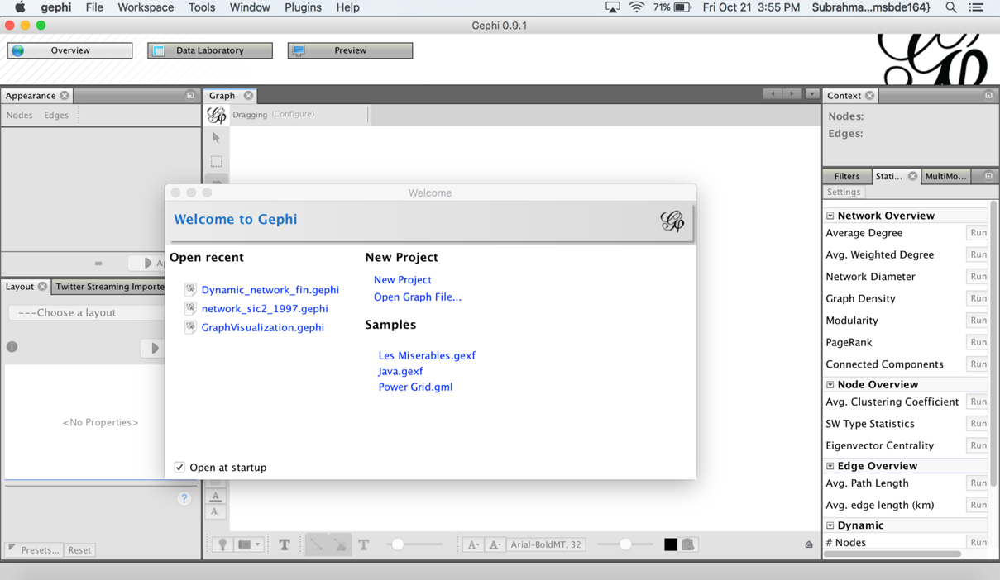 gephi File Workspace Tools Window Plugins Help 71% Fri Oct 21 3:55 PM Subrahma...msbde164}
Gephi 0.9.1
Overview Data Laboratory Preview
Appearance
Nodes Edges
Graph
Dragging (Configure)
Context
Nodes:
Edges:
Filters Stati... MultiMo...
Settings
Network Overview
Average Degree Run
Avg. Weighted Degree Run
Network Diameter Run
Graph Density Run
Modularity Run
PageRank Run
Connected Components Run
Node Overview
Avg. Clustering Coefficient Run
SW Type Statistics Run
Eigenvector Centrality Run
Edge Overview
Avg. Path Length Run
Avg. edge length (km) Run
Dynamic
# Nodes Run
Layout Twitter Streaming Importe
---Choose a layout
<No Properties>
?
Presets... Reset
Welcome
Welcome to Gephi
Open recent
Dynamic_network_fin.gephi
network_sic2_1997.gephi
GraphVisualization.gephi
New Project
New Project
Open Graph File...
Samples
Les Miserables.gexf
Java.gexf
Power Grid.gml
Open at startup
A
A
T T A- A- Arial-BoldMT, 32